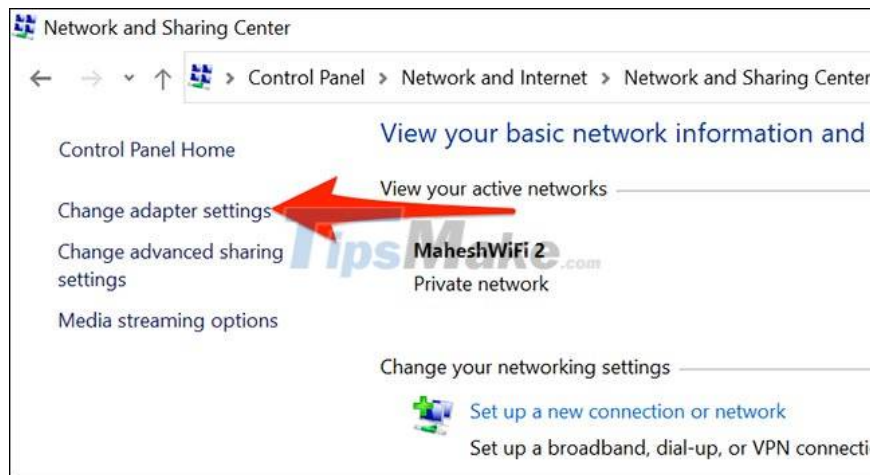 Network and Sharing Center
Control Panel > Network and Internet > Network and Sharing Center
Control Panel Home
Change adapter settings
Change advanced sharing
settings
Media streaming options
View your basic network information and
View your active networks
MaheshWiFi 2
Private network
TipsMake.com
Change your networking settings
Set up a new connection or network
Set up a broadband, dial-up, or VPN connecti